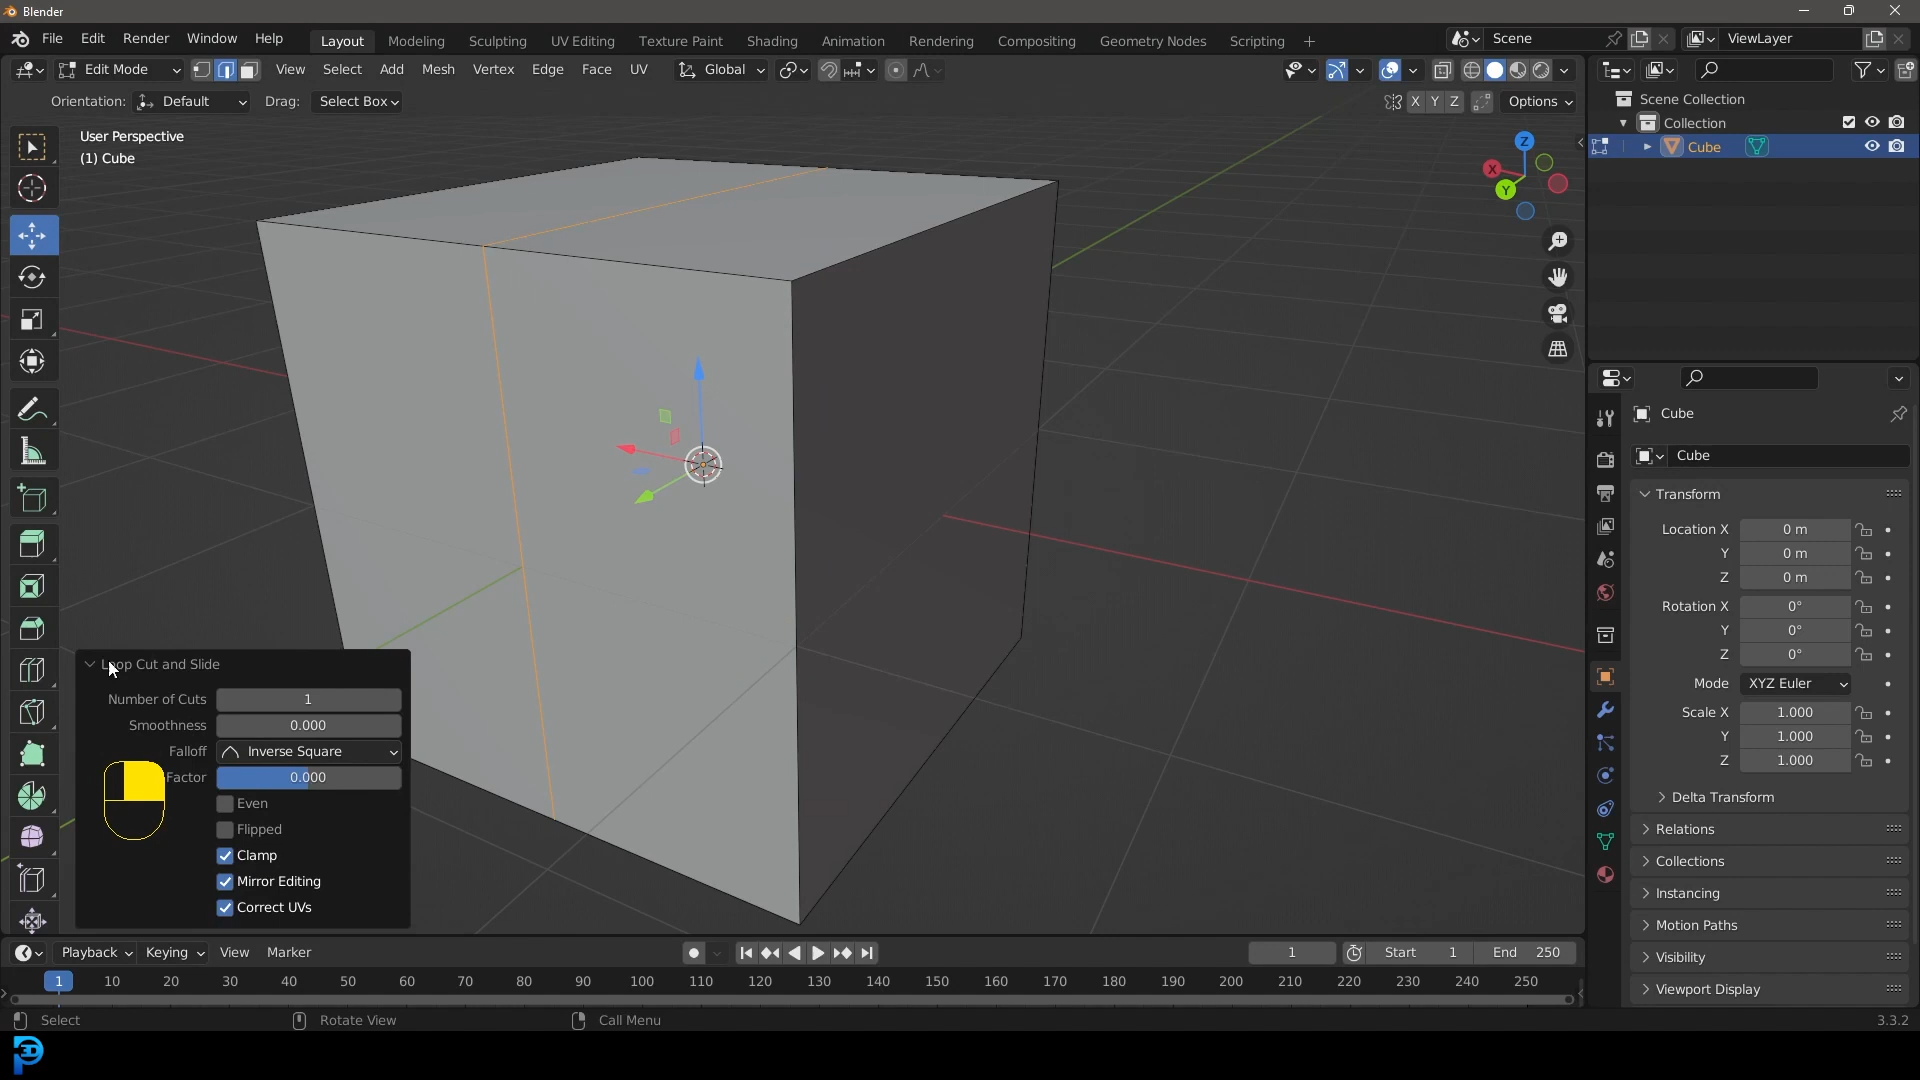 Blender
File Edit Render Window Help
Layout Modeling Sculpting UV Editing Texture Paint Shading Animation Rendering Compositing Geometry Nodes Scripting +
Scene
ViewLayer
Edit Mode
View Select Add Mesh Vertex Edge Face UV
Global
Orientation: Default Drag: Select Box
X Y Z Options
User Perspective
(1) Cube
Z
X
Y
Scene Collection
Collection
Cube
Cube
Cube
Transform
Location X 0 m
Y 0 m
Z 0 m
Rotation X 0°
Y 0°
Z 0°
Mode XYZ Euler
Scale X 1.000
Y 1.000
Z 1.000
Delta Transform
Relations
Collections
Instancing
Motion Paths
Visibility
Viewport Display
Loop Cut and Slide
Number of Cuts 1
Smoothness 0.000
Falloff Inverse Square
Factor 0.000
Even
Flipped
Clamp
Mirror Editing
Correct UVs
Playback Keying View Marker
1 Start 1 End 250
1 10 20 30 40 50 60 70 80 90 100 110 120 130 140 150 160 170 180 190 200 210 220 230 240 250
Select Rotate View Call Menu
3.3.2